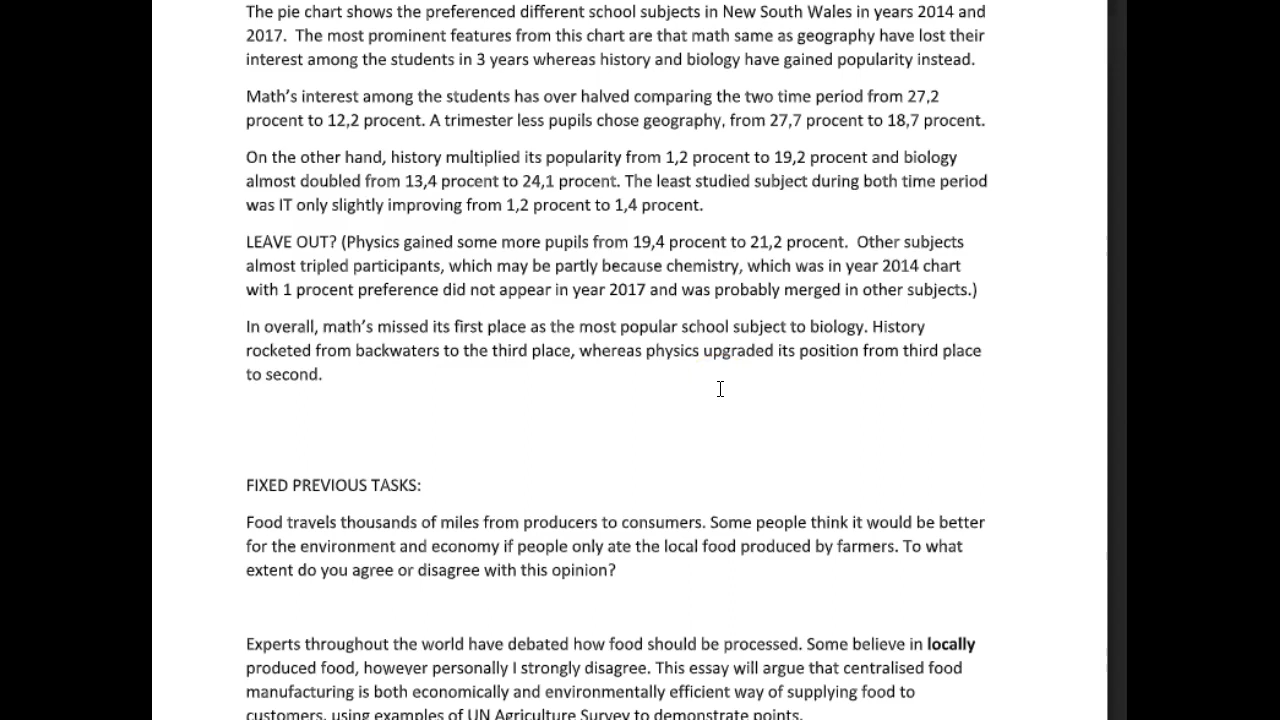 The pie chart shows the preferenced different school subjects in New South Wales in years 2014 and
2017.  The most prominent features from this chart are that math same as geography have lost their
interest among the students in 3 years whereas history and biology have gained popularity instead.
Math's interest among the students has over halved comparing the two time period from 27,2
procent to 12,2 procent. A trimester less pupils chose geography, from 27,7 procent to 18,7 procent.
On the other hand, history multiplied its popularity from 1,2 procent to 19,2 procent and biology
almost doubled from 13,4 procent to 24,1 procent. The least studied subject during both time period
was IT only slightly improving from 1,2 procent to 1,4 procent.
LEAVE OUT? (Physics gained some more pupils from 19,4 procent to 21,2 procent.  Other subjects
almost tripled participants, which may be partly because chemistry, which was in year 2014 chart
with 1 procent preference did not appear in year 2017 and was probably merged in other subjects.)
In overall, math's missed its first place as the most popular school subject to biology. History
rocketed from backwaters to the third place, whereas physics upgraded its position from third place
to second.
FIXED PREVIOUS TASKS:
Food travels thousands of miles from producers to consumers. Some people think it would be better
for the environment and economy if people only ate the local food produced by farmers. To what
extent do you agree or disagree with this opinion?
Experts throughout the world have debated how food should be processed. Some believe in locally
produced food, however personally I strongly disagree. This essay will argue that centralised food
manufacturing is both economically and environmentally efficient way of supplying food to
customers, using examples of UN Agriculture Survey to demonstrate points.